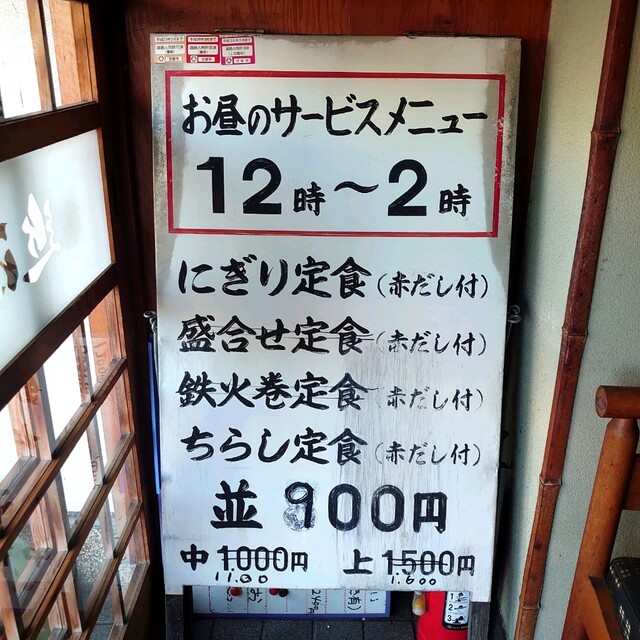 お昼のサービスメニュー
12時～2時
にぎり定食(赤だし付)
盛合せ定食(赤だし付)
鉄火巻定食(赤だし付)
ちらし定食(赤だし付)
並 900円
中 1000円 上 1500円
1100 1600